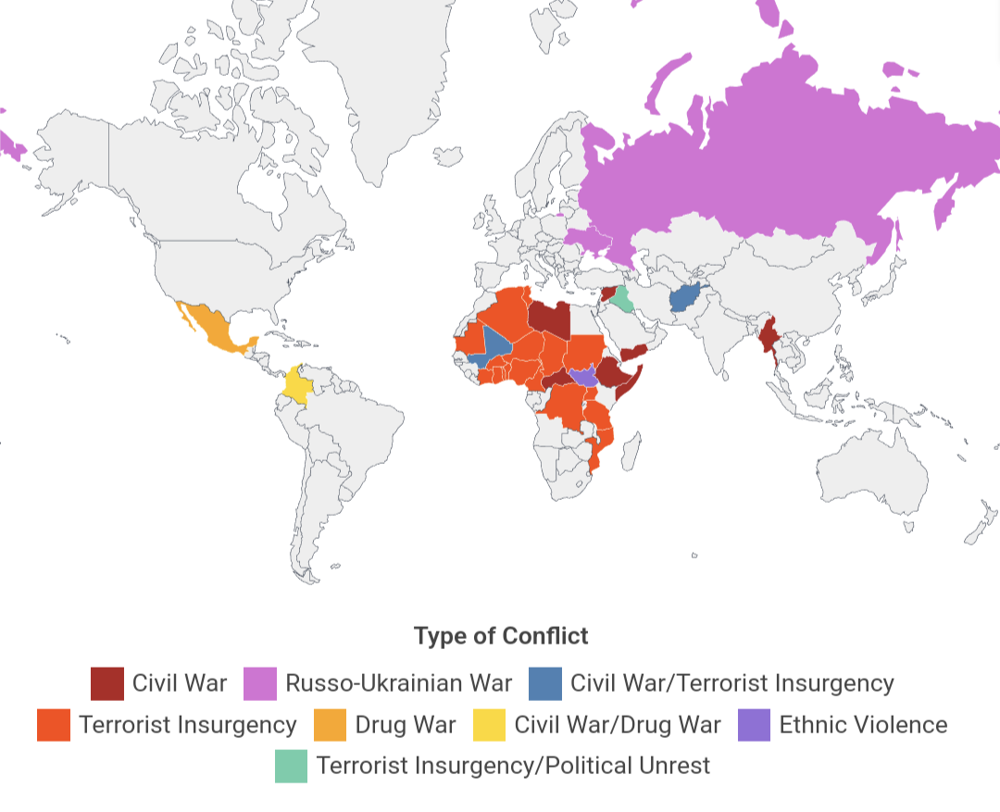 Type of Conflict
Civil War Russo-Ukrainian War Civil War/Terrorist Insurgency
Terrorist Insurgency Drug War Civil War/Drug War Ethnic Violence
Terrorist Insurgency/Political Unrest